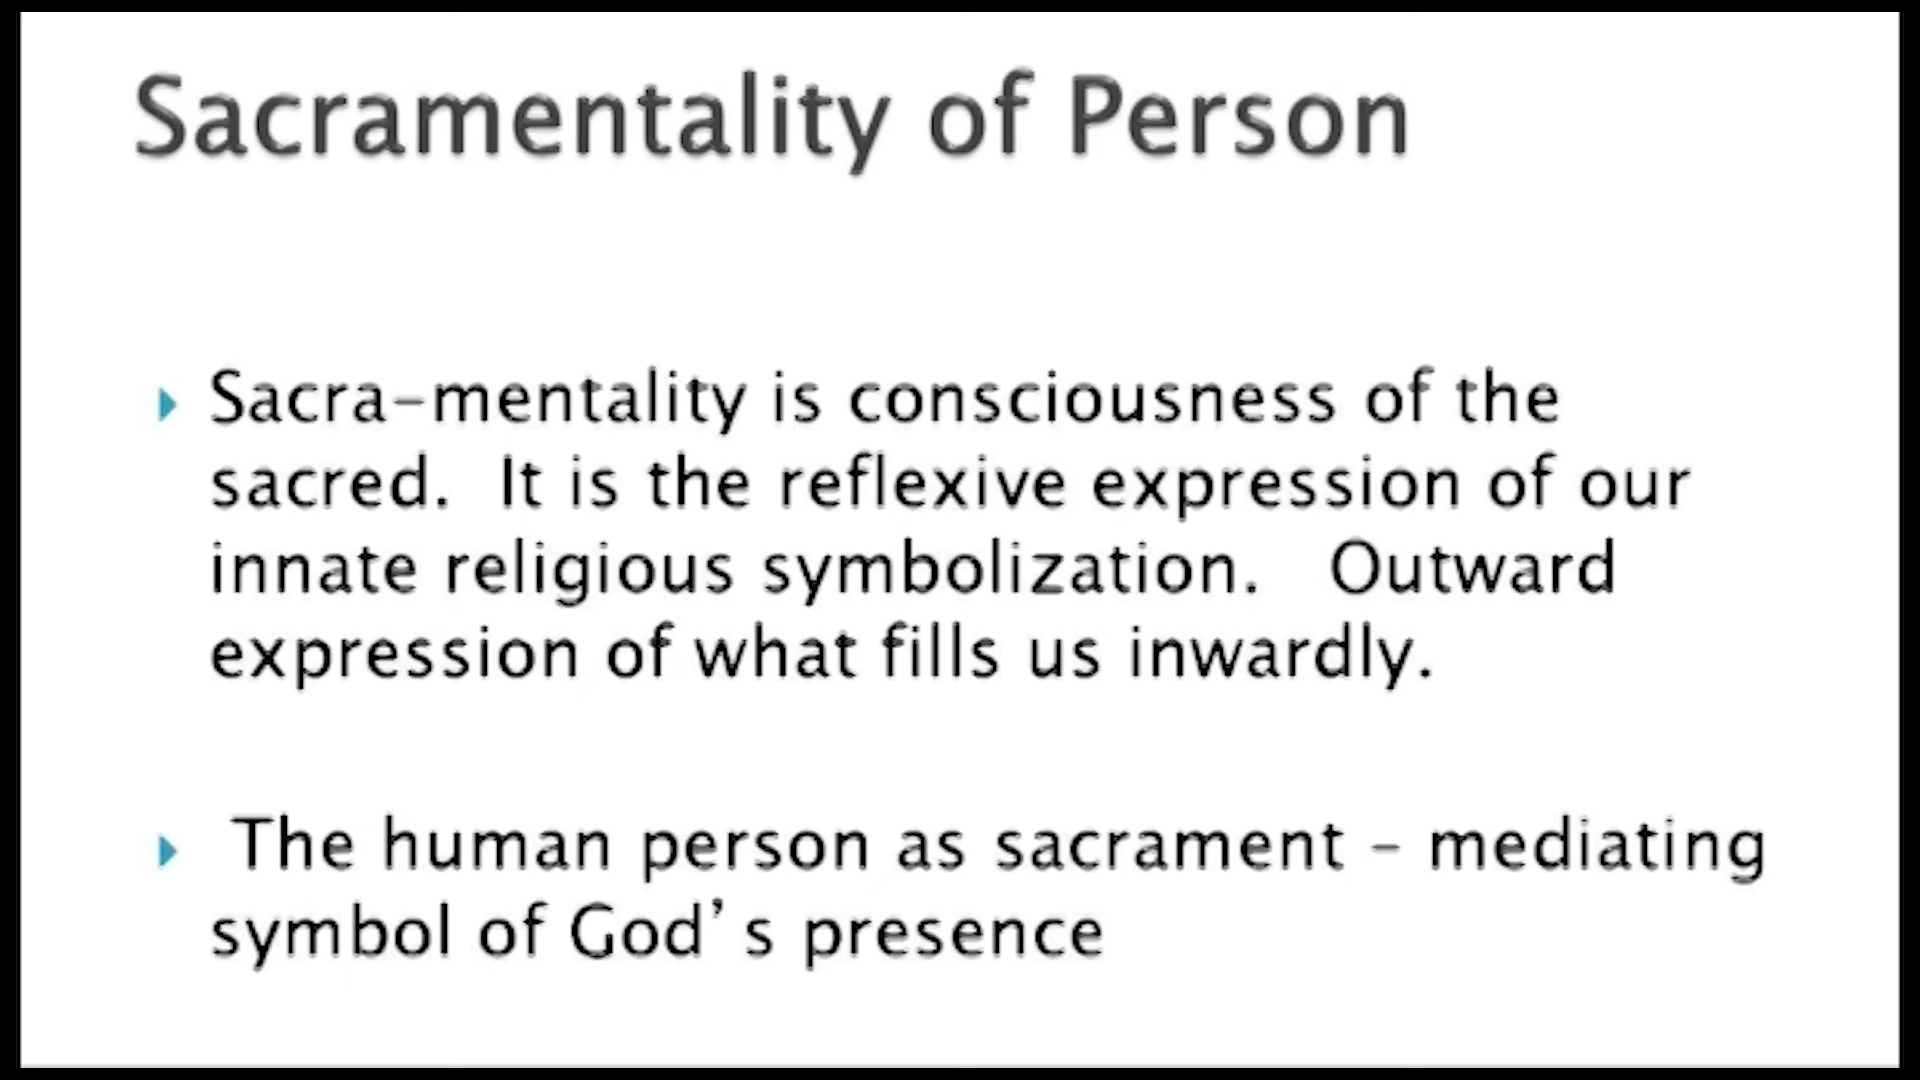 Sacramentality of Person
Sacra-mentality is consciousness of the
sacred. It is the reflexive expression of our
innate religious symbolization. Outward
expression of what fills us inwardly.
The human person as sacrament – mediating
symbol of God’s presence